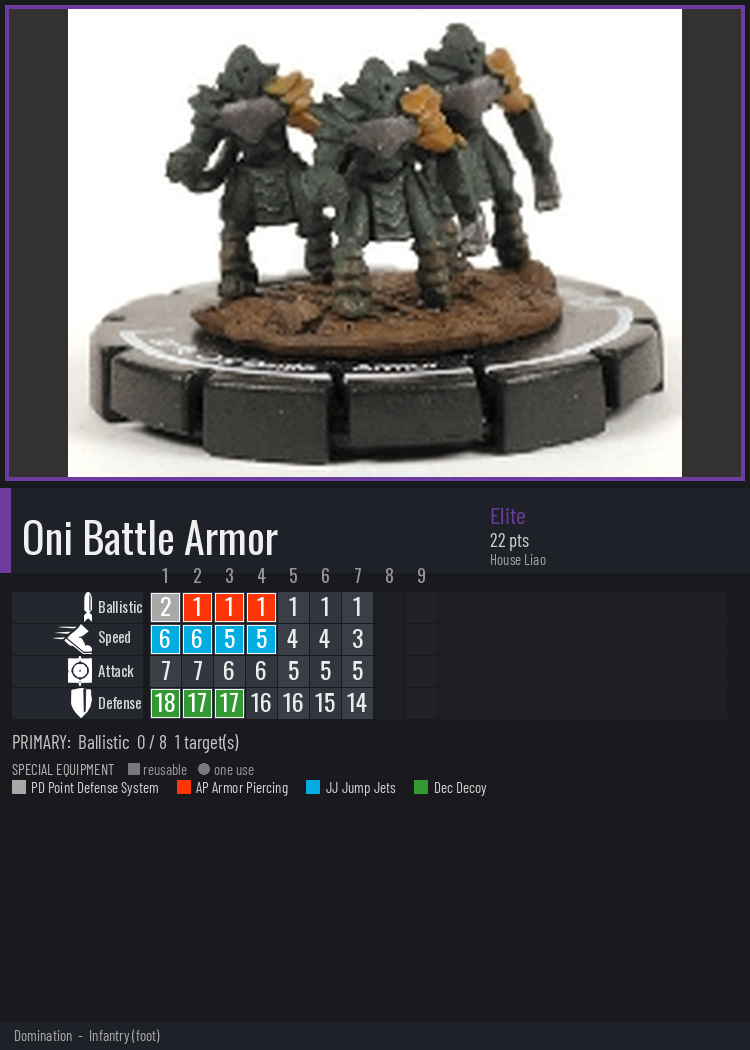 Armor
Oni Battle Armor
Elite
22 pts
House Liao
1 2 3 4 5 6 7 8 9
Ballistic 2 1 1 1 1 1 1
Speed 6 6 5 5 4 4 3
Attack 7 7 6 6 5 5 5
Defense 18 17 17 16 16 15 14
PRIMARY: Ballistic 0 / 8 1 target(s)
SPECIAL EQUIPMENT reusable one use
PD Point Defense System AP Armor Piercing JJ Jump Jets Dec Decoy
Domination - Infantry (foot)